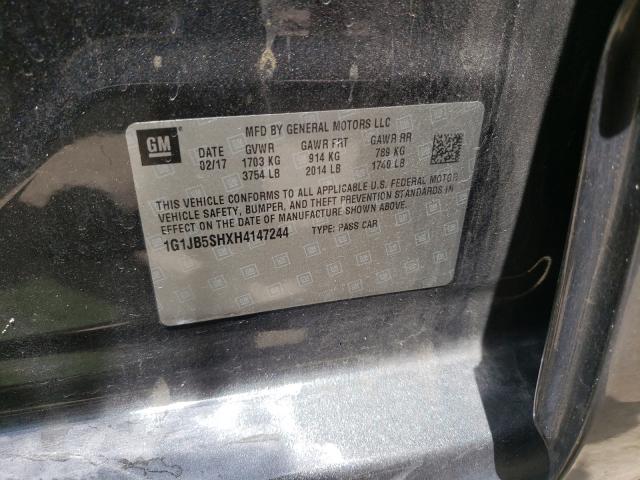 MFD BY GENERAL MOTORS LLC
GM
DATE GVWR GAWR FRT GAWR RR
02/17 1703 KG 914 KG 789 KG
3754 LB 2014 LB 1740 LB
THIS VEHICLE CONFORMS TO ALL APPLICABLE U.S. FEDERAL MOTOR
VEHICLE SAFETY, BUMPER, AND THEFT PREVENTION STANDARDS IN
EFFECT ON THE DATE OF MANUFACTURE SHOWN ABOVE.
1G1JB5SHXH4147244 TYPE: PASS CAR